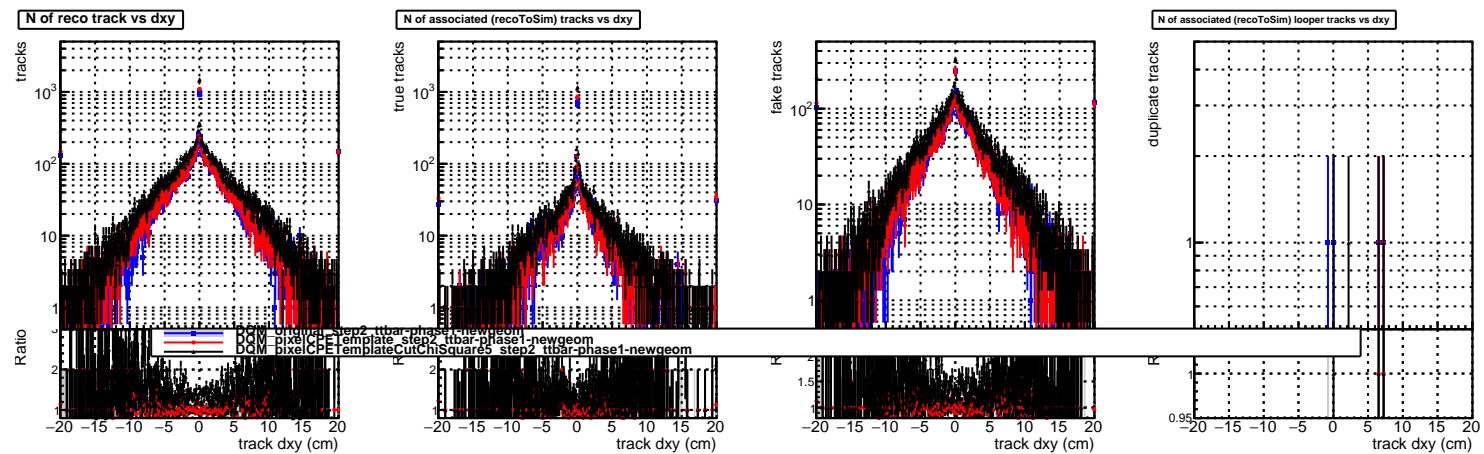 N of reco track vs dxy
N of associated (recoToSim) tracks vs dxy
N of associated (recoToSim) looper tracks vs dxy
tracks
10³
10²
10
1
true tracks
10³
10²
10
1
fake tracks
10²
10
1
duplicate tracks
1
DQM_original_step2_ttbar-phase1-newgeom
DQM_pixelCPETemplate_step2_ttbar-phase1-newgeom
DQM_pixelCPETemplateCutChiSquare5_step2_ttbar-phase1-newgeom
Ratio
2
1
2
1
1.5
1
1
0.95
−20 −15 −10 −5 0 5 10 15 20
track dxy (cm)
−20 −15 −10 −5 0 5 10 15 20
track dxy (cm)
−20 −15 −10 −5 0 5 10 15 20
track dxy (cm)
−20 −15 −10 −5 0 5 10 15 20
track dxy (cm)